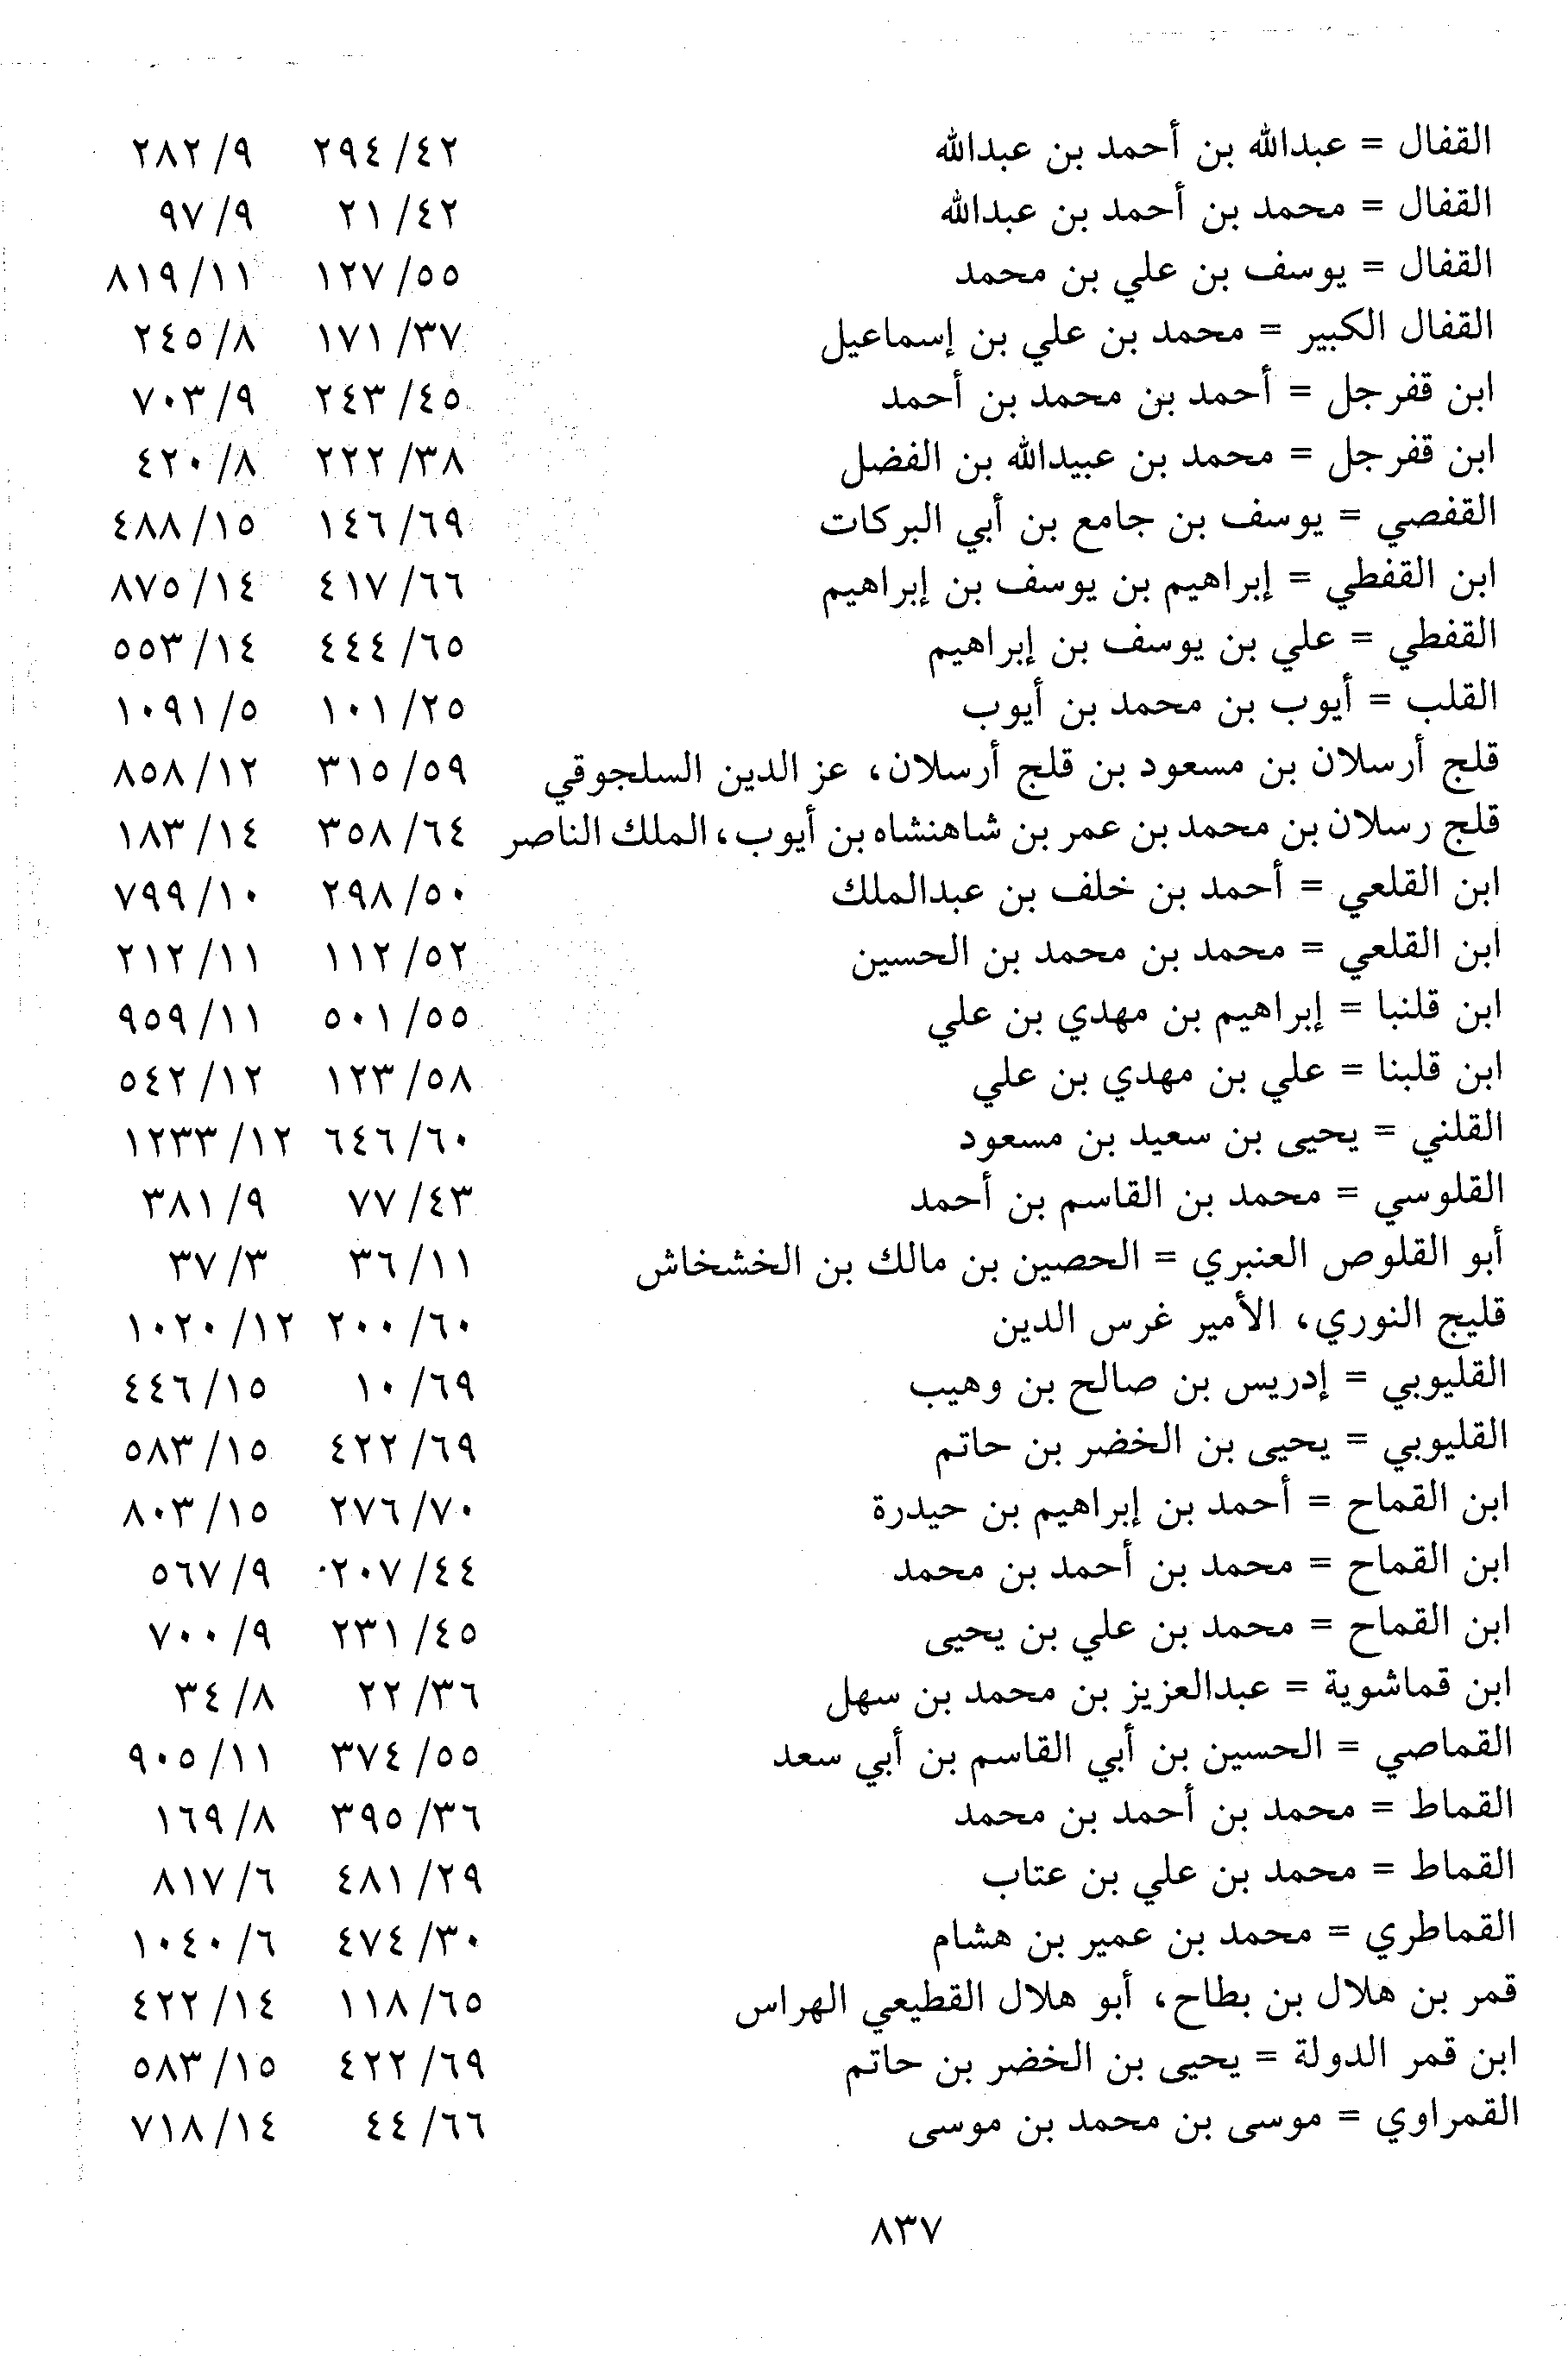 القفال = عبدالله بن أحمد بن عبدالله ٤٢/ ٢٩٤ ٩/ ٢٨٢
القفال = محمد بن أحمد بن عبدالله ٤٢/ ٢١ ٩/ ٩٧
القفال = يوسف بن علي بن محمد ٥٥/ ١٢٧ ١١/ ٨١٩
القفال الكبير = محمد بن علي بن إسماعيل ٣٧/ ١٧١ ٨/ ٢٤٥
ابن قفرجل = أحمد بن محمد بن أحمد ٤٥/ ٢٤٣ ٩/ ٧٠٣
ابن قفرجل = محمد بن عبيدالله بن الفضل ٣٨/ ٢٢٢ ٨/ ٤٢٠
القفصي = يوسف بن جامع بن أبي البركات ٦٩/ ١٤٦ ١٥/ ٤٨٨
ابن القفطي = إبراهيم بن يوسف بن إبراهيم ٦٦/ ٤١٧ ١٤/ ٨٧٥
القفطي = علي بن يوسف بن إبراهيم ٦٥/ ٤٤٤ ١٤/ ٥٥٣
القلب = أيوب بن محمد بن أيوب ٢٥/ ١٠١ ٥/ ١٠٩١
قلج أرسلان بن مسعود بن قلج أرسلان، عز الدين السلجوقي ٥٩/ ٣١٥ ١٢/ ٨٥٨
قلج رسلان بن محمد بن عمر بن شاهنشاه بن أيوب، الملك الناصر ٦٤/ ٣٥٨ ١٤/ ١٨٣
ابن القلعي = أحمد بن خلف بن عبدالملك ٥٠/ ٢٩٨ ١٠/ ٧٩٩
ابن القلعي = محمد بن محمد بن الحسين ٥٢/ ١١٢ ١١/ ٢١٢
ابن قلنبا = إبراهيم بن مهدي بن علي ٥٥/ ٥٠١ ١١/ ٩٥٩
ابن قلبنا = علي بن مهدي بن علي ٥٨/ ١٢٣ ١٢/ ٥٤٢
القلني = يحيى بن سعيد بن مسعود ٦٠/ ٦٤٦ ١٢/ ١٢٣٣
القلوسي = محمد بن القاسم بن أحمد ٤٣/ ٧٧ ٩/ ٣٨١
أبو القلوص العنبري = الحصين بن مالك بن الخشخاش ١١/ ٣٦ ٣/ ٣٧
قليج النوري، الأمير غرس الدين ٦٠/ ٢٠٠ ١٢/ ١٠٢٠
القليوبي = إدريس بن صالح بن وهيب ٦٩/ ١٠ ١٥/ ٤٤٦
القليوبي = يحيى بن الخضر بن حاتم ٦٩/ ٤٢٢ ١٥/ ٥٨٣
ابن القماح = أحمد بن إبراهيم بن حيدرة ٧٠/ ٢٧٦ ١٥/ ٨٠٣
ابن القماح = محمد بن أحمد بن محمد ٤٤/ ٢٠٧ ٩/ ٥٦٧
ابن القماح = محمد بن علي بن يحيى ٤٥/ ٢٣١ ٩/ ٧٠٠
ابن قماشوية = عبدالعزيز بن محمد بن سهل ٣٦/ ٢٢ ٨/ ٣٤
القماصي = الحسين بن أبي القاسم بن أبي سعد ٥٥/ ٣٧٤ ١١/ ٩٠٥
القماط = محمد بن أحمد بن محمد ٣٦/ ٣٩٥ ٨/ ١٦٩
القماط = محمد بن علي بن عتاب ٢٩/ ٤٨١ ٦/ ٨١٧
القماطري = محمد بن عمير بن هشام ٣٠/ ٤٧٤ ٦/ ١٠٤٠
قمر بن هلال بن بطاح، أبو هلال القطيعي الهراس ٦٥/ ١١٨ ١٤/ ٤٢٢
ابن قمر الدولة = يحيى بن الخضر بن حاتم ٦٩/ ٤٢٢ ١٥/ ٥٨٣
القمراوي = موسى بن محمد بن موسى ٦٦/ ٤٤ ١٤/ ٧١٨
٨٣٧